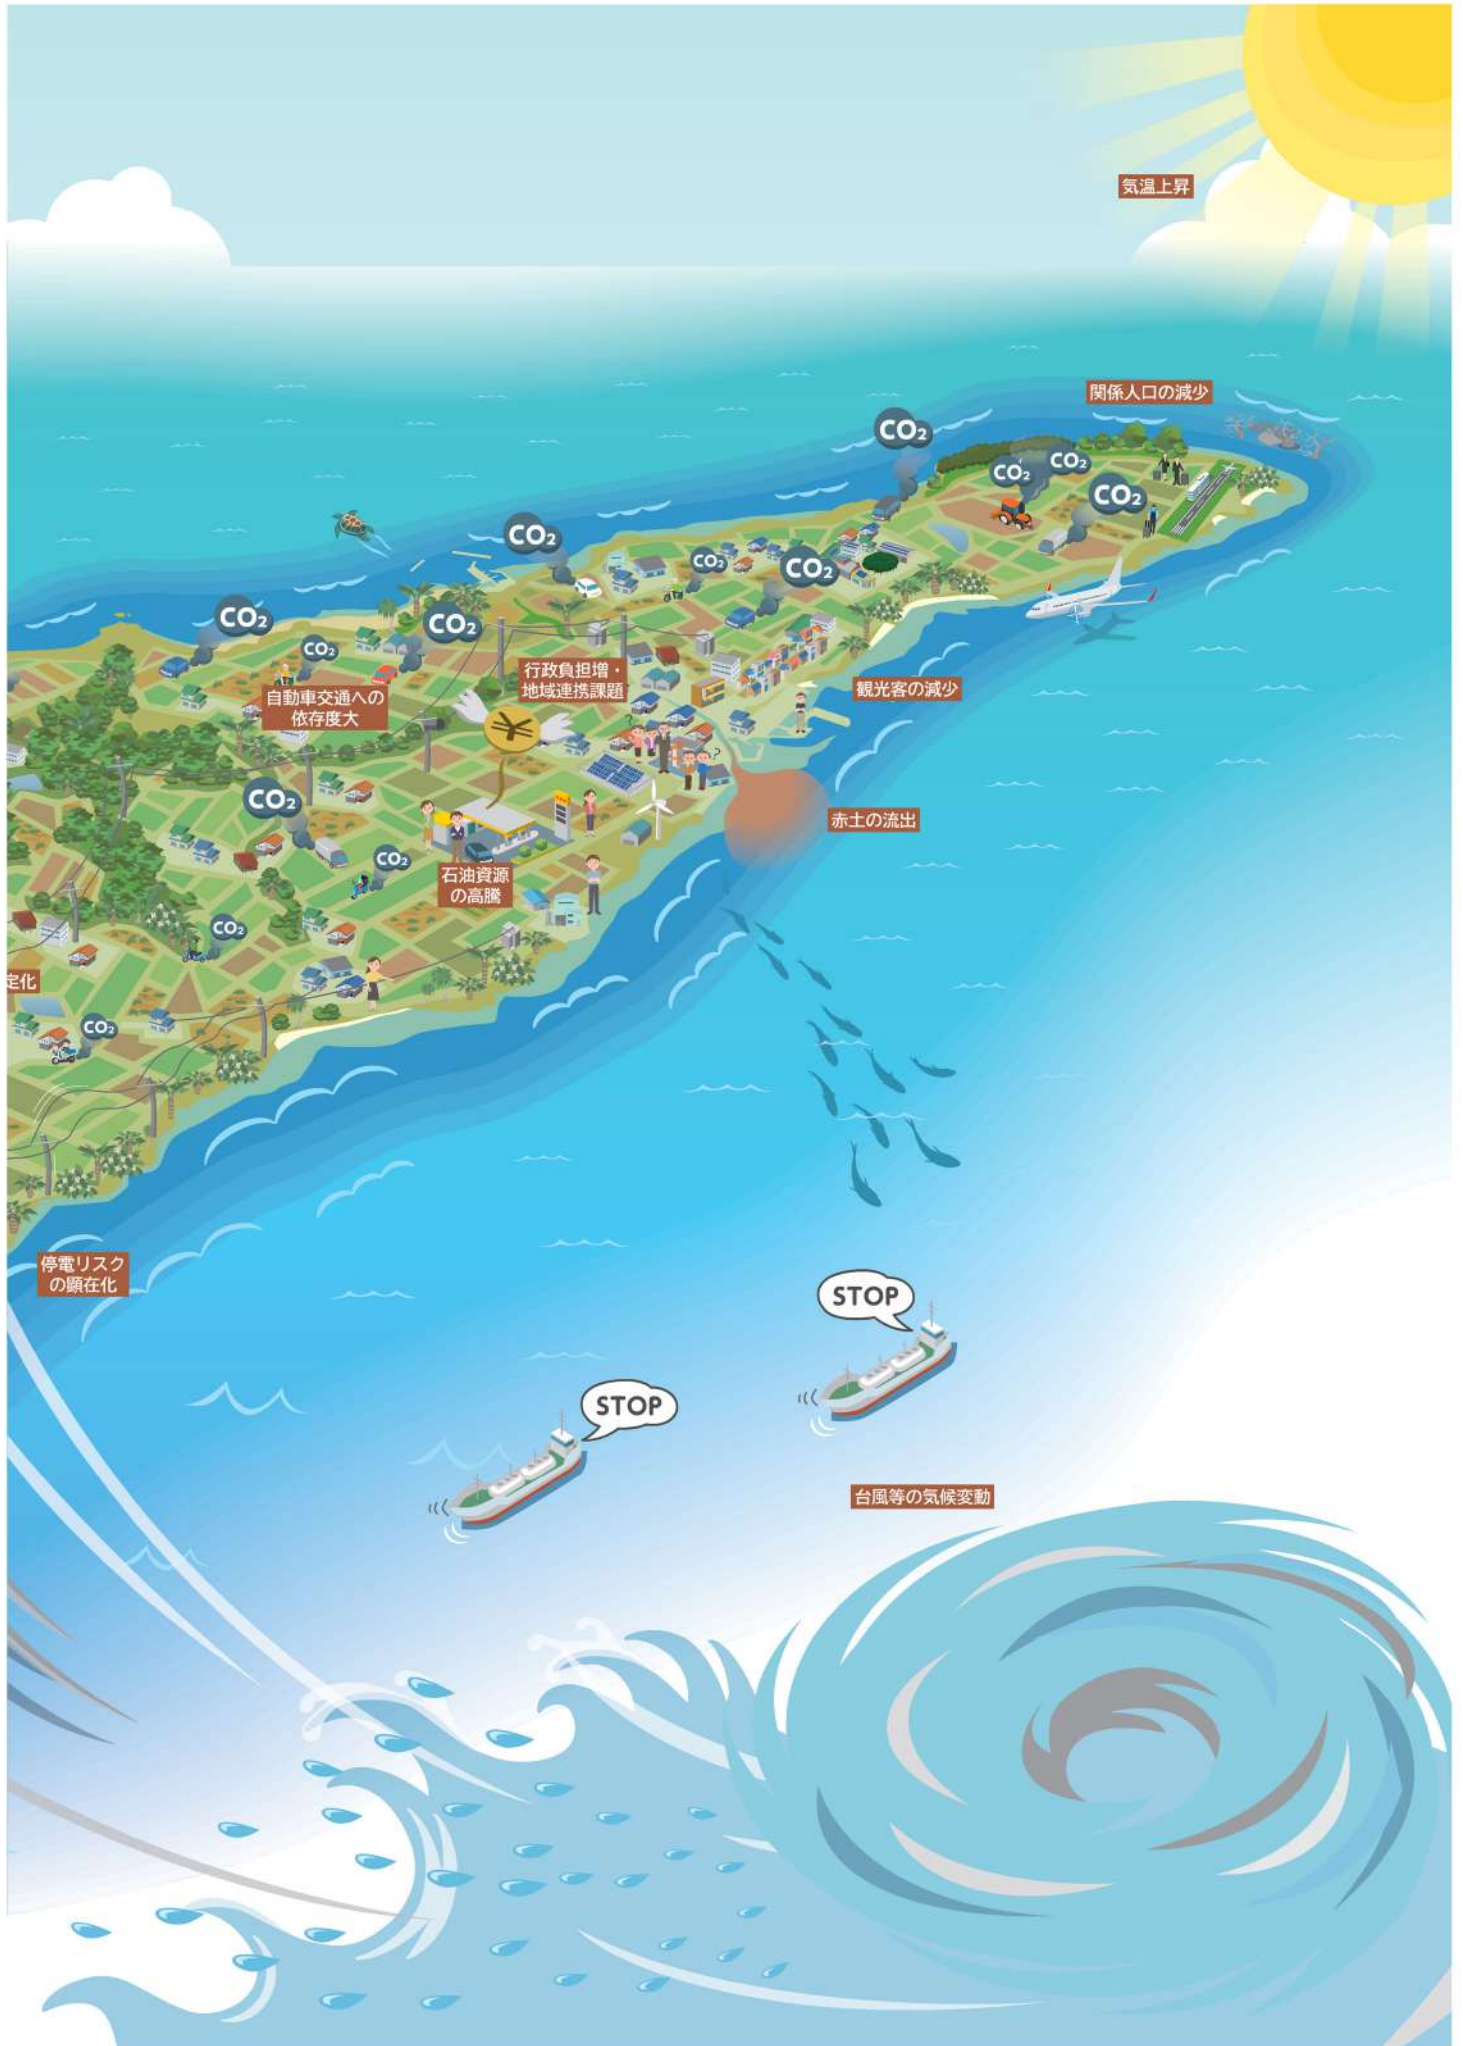 気温上昇
関係人口の減少
CO₂
CO₂
CO₂
CO₂
CO₂
CO₂
CO₂
CO₂
CO₂
CO₂
行政負担増・
地域連携課題
自動車交通への
依存度大
観光客の減少
¥
?
?
CO₂
赤土の流出
CO₂
石油資源
の高騰
CO₂
定化
CO₂
停電リスク
の顕在化
STOP
STOP
台風等の気候変動